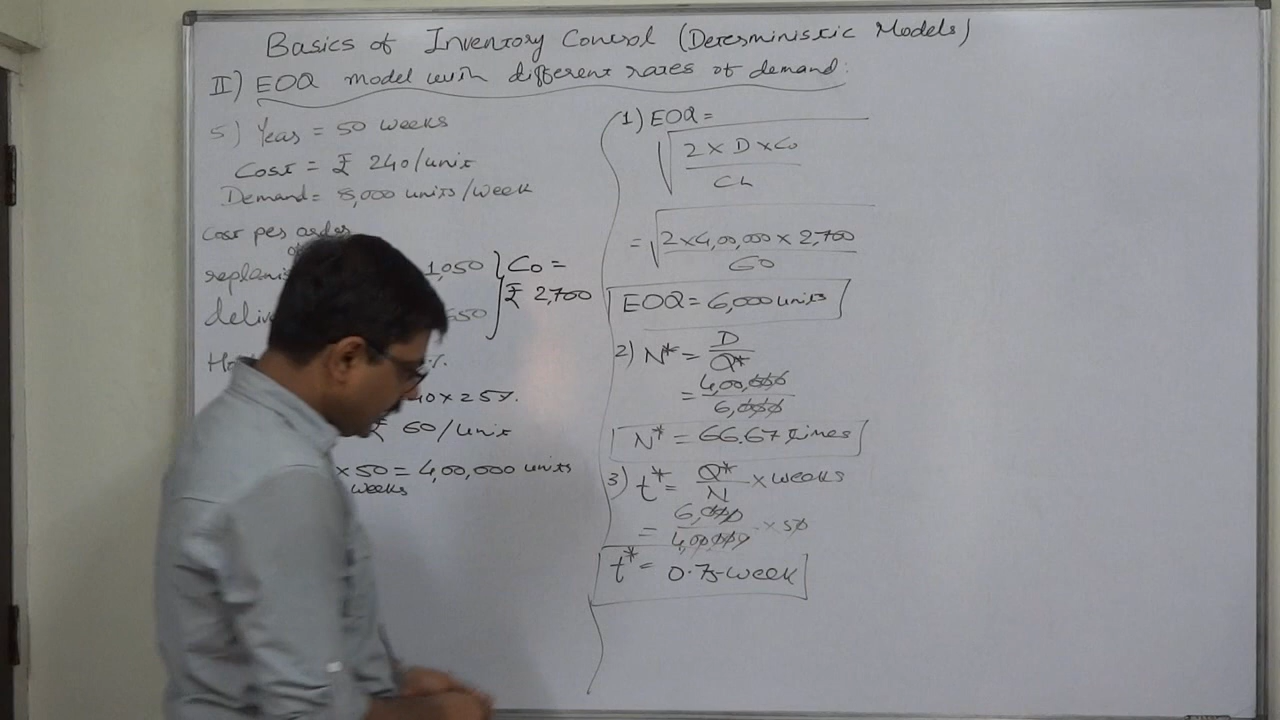 Basics of Inventory Control (Deterministic Models)
II) EOQ model with different rates of demand:
5) Year = 50 weeks
Cost = ₹ 240/unit
Demand = 8,000 units/week
Cost per order
1,050
650
C₀ =
₹ 2,700
%
40 x 25%
₹ 60/unit
x 50 = 4,00,000 units
weeks
1) EOQ =
√ 2 x D x C₀
Ch
= √ 2 x 4,00,000 x 2,700
60
EOQ = 6,000 units
2) N* = D
Q*
= 4,00,000
6,000
N* = 66.67 times
3) t* = Q* x weeks
N
= 6,000 x 50
4,00,000
t* = 0.75 week